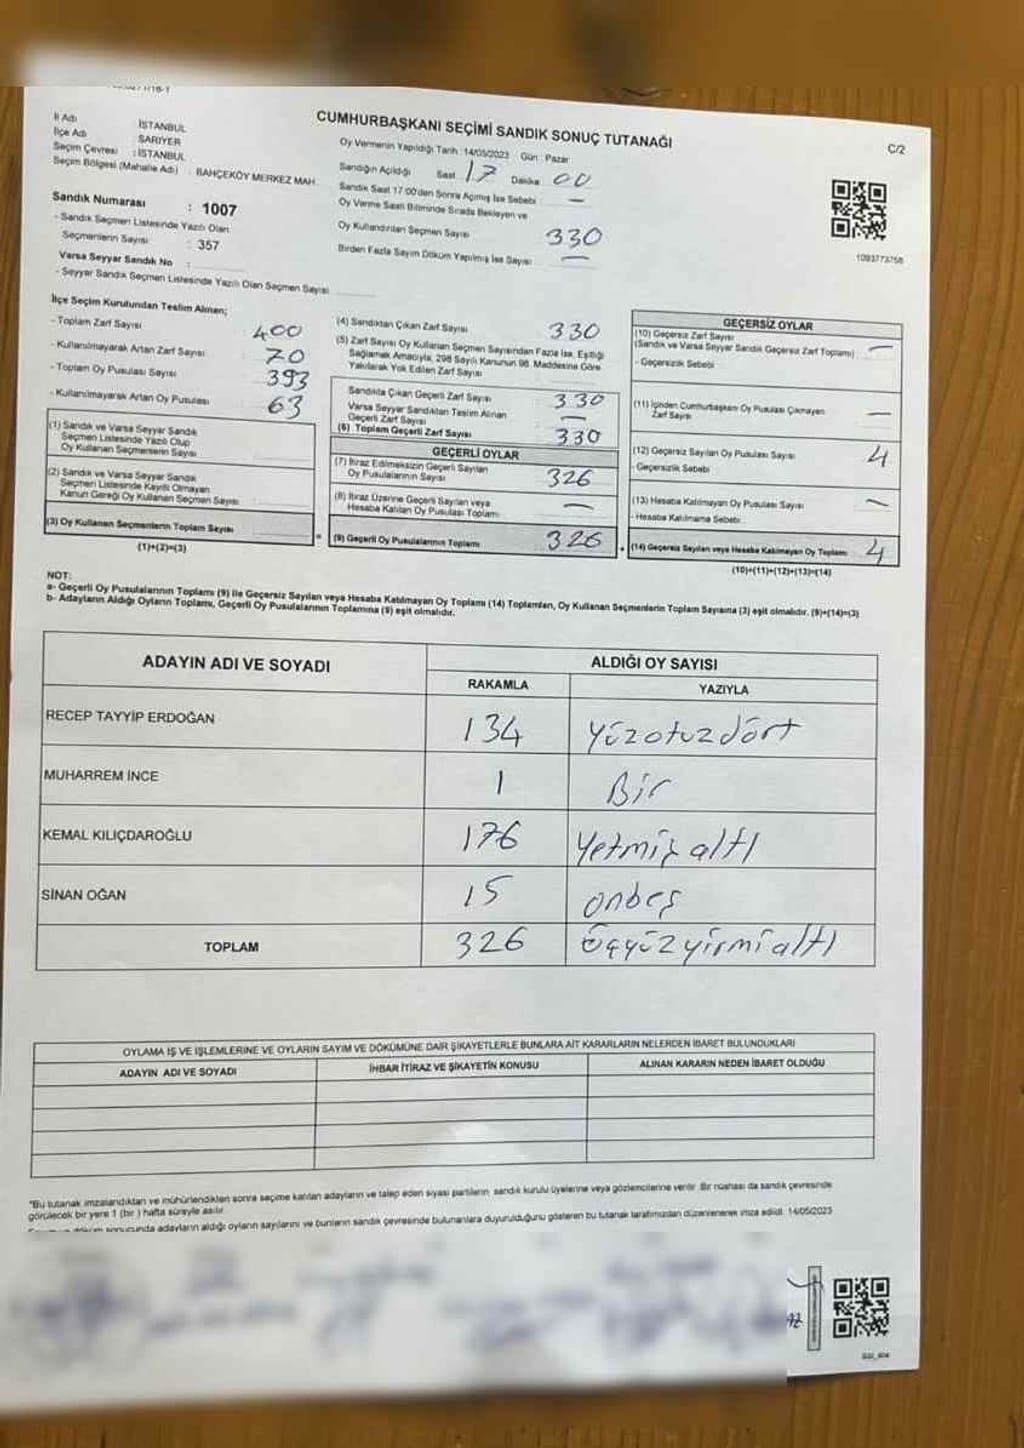 CUMHURBAŞKANI SEÇİMİ SANDIK SONUÇ TUTANAĞI
C/2
İl Adı : İSTANBUL
İlçe Adı : SARIYER
Seçim Çevresi : İSTANBUL
Seçim Bölgesi (Mahalle Adı) : BAHÇEKÖY MERKEZ MAH.
Sandık Numarası : 1007
- Sandık Seçmen Listesinde Yazılı Olan
Seçmenlerin Sayısı : 357
Varsa Seyyar Sandık No :
- Seyyar Sandık Seçmen Listesinde Yazılı Olan Seçmen Sayısı
Oy Vermenin Yapıldığı Tarih : 14/05/2023 Gün : Pazar
Sandığın Açıldığı Saat 17 Dakika 00
Sandık Saat 17:00'den Sonra Açılmış İse Sebebi —
Oy Verme Saati Bitiminde Sırada Bekleyen ve
Oy Kullandırılan Seçmen Sayısı 330
Birden Fazla Sayım Döküm Yapılmış İse Sayısı —
1093773758
İlçe Seçim Kurulundan Teslim Alınan;
- Toplam Zarf Sayısı 400
- Kullanılmayarak Artan Zarf Sayısı 70
- Toplam Oy Pusulası Sayısı 393
- Kullanılmayarak Artan Oy Pusulası 63
(1) Sandık ve Varsa Seyyar Sandık
Seçmen Listesinde Yazılı Olup
Oy Kullanan Seçmenlerin Sayısı
(2) Sandık ve Varsa Seyyar Sandık
Seçmen Listesinde Kayıtlı Olmayan
Kanun Gereği Oy Kullanan Seçmen Sayısı
(3) Oy Kullanan Seçmenlerin Toplam Sayısı
(1)+(2)=(3)
(4) Sandıktan Çıkan Zarf Sayısı 330
(5) Zarf Sayısı Oy Kullanan Seçmen Sayısından Fazla İse, Eşitliği
Sağlamak Amacıyla, 298 Sayılı Kanunun 98. Maddesine Göre
Yakılarak Yok Edilen Zarf Sayısı
Sandıkta Çıkan Geçerli Zarf Sayısı 330
Varsa Seyyar Sandıktan Teslim Alınan
Geçerli Zarf Sayısı —
(6) Toplam Geçerli Zarf Sayısı 330
GEÇERLİ OYLAR
(7) İtiraz Edilmeksizin Geçerli Sayılan
Oy Pusulalarının Sayısı 326
(8) İtiraz Üzerine Geçerli Sayılan veya
Hesaba Katılan Oy Pusulası Toplamı —
(9) Geçerli Oy Pusulalarının Toplamı 326
GEÇERSİZ OYLAR
(10) Geçersiz Zarf Sayısı
(Sandık ve Varsa Seyyar Sandık Geçersiz Zarf Toplamı) —
- Geçersizlik Sebebi
(11) İçinden Cumhurbaşkanı Oy Pusulası Çıkmayan
Zarf Sayısı —
(12) Geçersiz Sayılan Oy Pusulası Sayısı 4
- Geçersizlik Sebebi
(13) Hesaba Katılmayan Oy Pusulası Sayısı —
- Hesaba Katılmama Sebebi
(14) Geçersiz Sayılan veya Hesaba Katılmayan Oy Toplamı 4
(10)+(11)+(12)+(13)=(14)
NOT:
a- Geçerli Oy Pusulalarının Toplamı (9) ile Geçersiz Sayılan veya Hesaba Katılmayan Oy Toplamı (14) Toplamları, Oy Kullanan Seçmenlerin Toplam Sayısına (3) eşit olmalıdır. (9)+(14)=(3)
b- Adayların Aldığı Oyların Toplamı, Geçerli Oy Pusulalarının Toplamına (9) eşit olmalıdır.
ADAYIN ADI VE SOYADI ALDIĞI OY SAYISI
RAKAMLA YAZIYLA
RECEP TAYYİP ERDOĞAN 134 Yüzotuzdört
MUHARREM İNCE 1 Bir
KEMAL KILIÇDAROĞLU 176 Yetmiş altı
SİNAN OĞAN 15 onbeş
TOPLAM 326 Üçyüzyirmialtı
OYLAMA İŞ VE İŞLEMLERİNE VE OYLARIN SAYIM VE DÖKÜMÜNE DAİR ŞİKAYETLERLE BUNLARA AİT KARARLARIN NELERDEN İBARET BULUNDUKLARI
ADAYIN ADI VE SOYADI İHBAR İTİRAZ VE ŞİKAYETİN KONUSU ALINAN KARARIN NEDEN İBARET OLDUĞU
"Bu tutanak imzalandıktan ve mühürlendikten sonra seçime katılan adayların ve talep eden siyasi partilerin sandık kurulu üyelerine veya gözlemcilerine verilir. Bir nüshası da sandık çevresinde
görülecek bir yere 1 (bir) hafta süreyle asılır.
sonucunda adayların aldığı oyların sayılarını ve bunların sandık çevresinde bulunanlara duyurulduğunu gösteren bu tutanak tarafımızdan düzenlenerek imza edildi. 14/05/2023